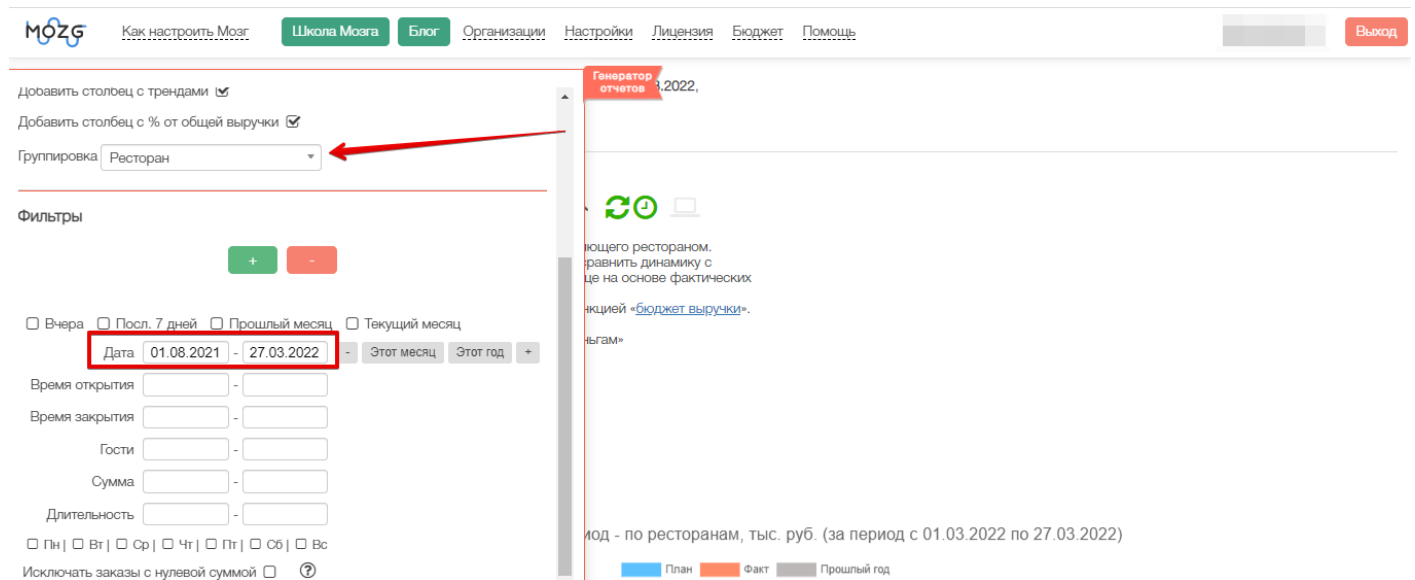 MOZG Как настроить Мозг Школа Мозга Блог Организации Настройки Лицензия Бюджет Помощь Выход
Добавить столбец с трендами
Добавить столбец с % от общей выручки
Группировка Ресторан
Фильтры
+ -
Вчера Посл. 7 дней Прошлый месяц Текущий месяц
Дата 01.08.2021 - 27.03.2022 - Этот месяц Этот год +
Время открытия -
Время закрытия -
Гости -
Сумма -
Длительность -
Пн | Вт | Ср | Чт | Пт | Сб | Вс
Исключать заказы с нулевой суммой ?
Генератор
отчетов
3.2022,
ющего рестораном.
сравнить динамику с
це на основе фактических
нкцией «бюджет выручки».
ньгам»
иод - по ресторанам, тыс. руб. (за период с 01.03.2022 по 27.03.2022)
План Факт Прошлый год